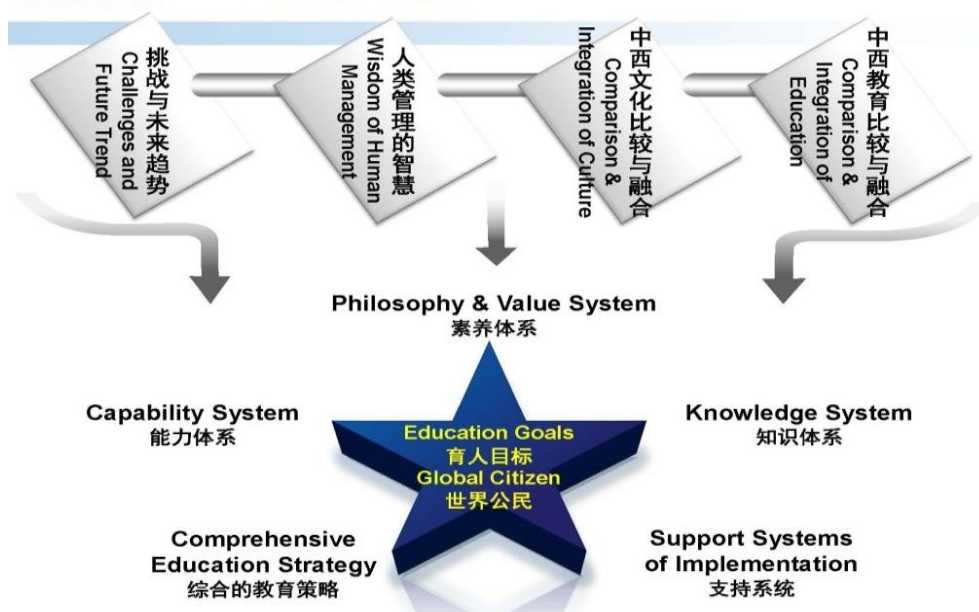 挑战与未来趋势
Challenges and
Future Trend
人类管理的智慧
Wisdom of Human
Management
中西文化比较与融合
Comparison &
Integration of Culture
中西教育比较与融合
Comparison &
Integration of
Education
Philosophy & Value System
素养体系
Capability System
能力体系
Knowledge System
知识体系
Education Goals
育人目标
Global Citizen
世界公民
Comprehensive
Education Strategy
综合的教育策略
Support Systems
of Implementation
支持系统